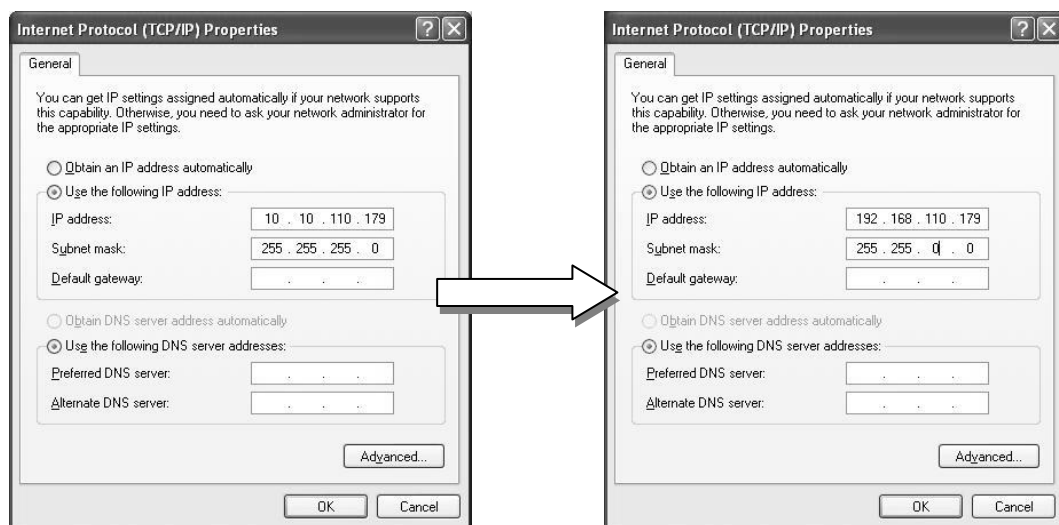 Internet Protocol (TCP/IP) Properties
General
You can get IP settings assigned automatically if your network supports
this capability. Otherwise, you need to ask your network administrator for
the appropriate IP settings.
Obtain an IP address automatically
Use the following IP address:
IP address: 10 . 10 . 110 . 179
Subnet mask: 255 . 255 . 255 . 0
Default gateway: . . .
Obtain DNS server address automatically
Use the following DNS server addresses:
Preferred DNS server: . . .
Alternate DNS server: . . .
Advanced...
OK Cancel
Internet Protocol (TCP/IP) Properties
General
You can get IP settings assigned automatically if your network supports
this capability. Otherwise, you need to ask your network administrator for
the appropriate IP settings.
Obtain an IP address automatically
Use the following IP address:
IP address: 192 . 168 . 110 . 179
Subnet mask: 255 . 255 . 0 . 0
Default gateway: . . .
Obtain DNS server address automatically
Use the following DNS server addresses:
Preferred DNS server: . . .
Alternate DNS server: . . .
Advanced...
OK Cancel